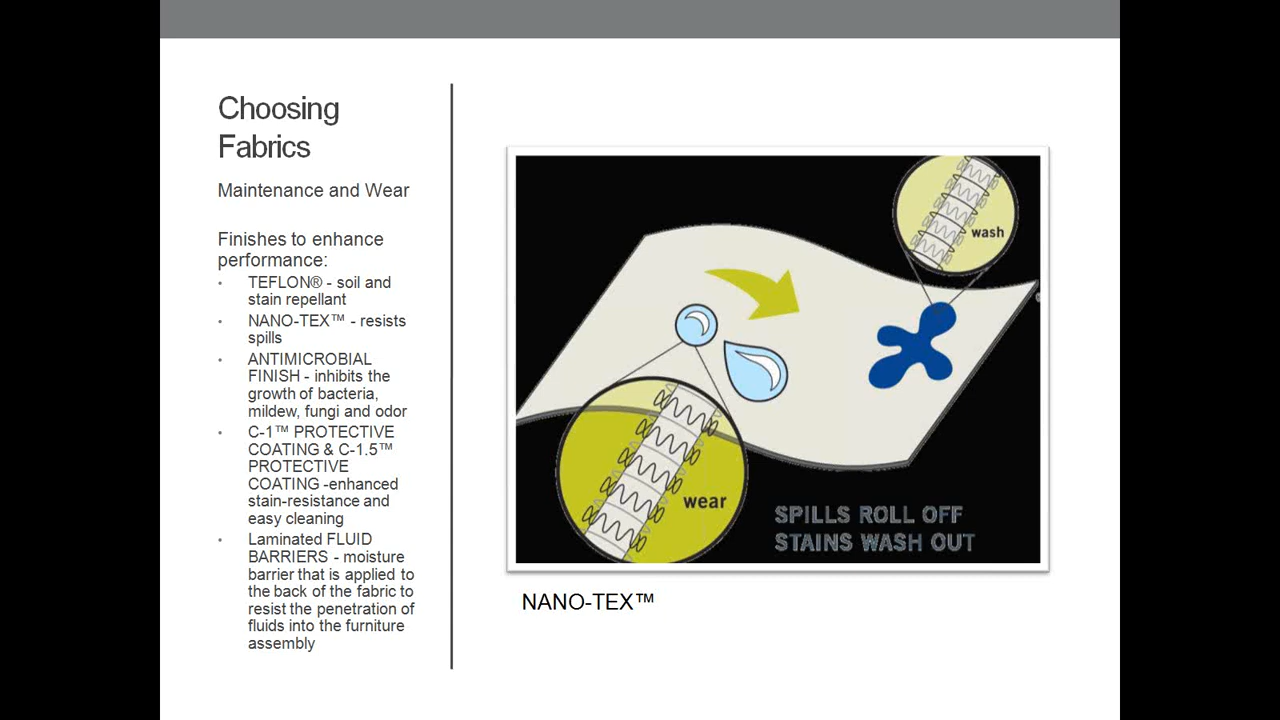 Choosing
Fabrics
Maintenance and Wear
Finishes to enhance
performance:
• TEFLON® - soil and
stain repellant
• NANO-TEX™ - resists
spills
• ANTIMICROBIAL
FINISH - inhibits the
growth of bacteria,
mildew, fungi and odor
• C-1™ PROTECTIVE
COATING & C-1.5™
PROTECTIVE
COATING -enhanced
stain-resistance and
easy cleaning
• Laminated FLUID
BARRIERS - moisture
barrier that is applied to
the back of the fabric to
resist the penetration of
fluids into the furniture
assembly
wash
wear
SPILLS ROLL OFF
STAINS WASH OUT
NANO-TEX™